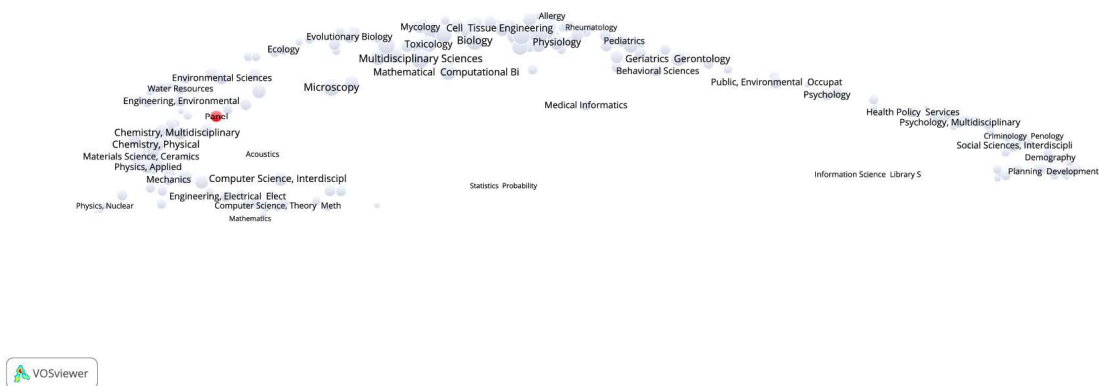 Allergy
Mycology Cell Tissue Engineering Rheumatology
Evolutionary Biology Toxicology Biology Physiology Pediatrics
Ecology
Multidisciplinary Sciences Geriatrics Gerontology
Environmental Sciences Mathematical Computational Bi Behavioral Sciences
Water Resources Microscopy Public, Environmental Occupat
Psychology
Engineering, Environmental Medical Informatics
Panel Health Policy Services
Psychology, Multidisciplinary
Chemistry, Multidisciplinary Criminology Penology
Chemistry, Physical Social Sciences, Interdiscipli
Materials Science, Ceramics Acoustics Demography
Physics, Applied Planning Development
Mechanics Computer Science, Interdiscipl Information Science Library S
Statistics Probability
Engineering, Electrical Elect
Physics, Nuclear Computer Science, Theory Meth
Mathematics
VOSviewer